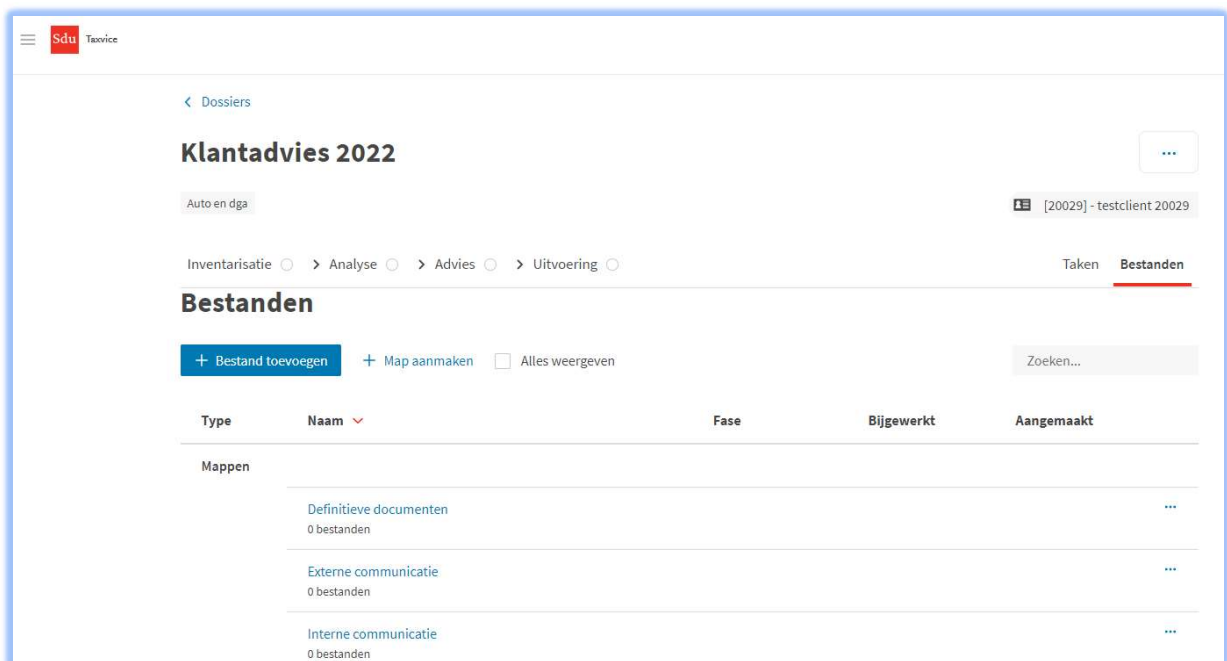 Sdu Taxvice
Dossiers
Klantadvies 2022
...
Auto en dga
[20029] - testclient 20029
Inventarisatie > Analyse > Advies > Uitvoering Taken Bestanden
Bestanden
+ Bestand toevoegen + Map aanmaken Alles weergeven Zoeken...
Type Naam Fase Bijgewerkt Aangemaakt
Mappen
Definitieve documenten ...
0 bestanden
Externe communicatie ...
0 bestanden
Interne communicatie ...
0 bestanden